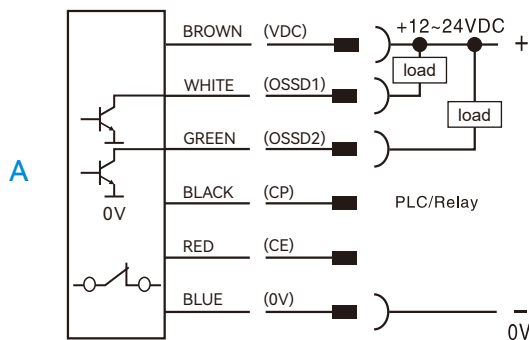 BROWN (VDC) +12~24VDC +
load
WHITE (OSSD1)
load
GREEN (OSSD2)
A
0V BLACK (CP) PLC/Relay
RED (CE)
BLUE (0V) −
0V